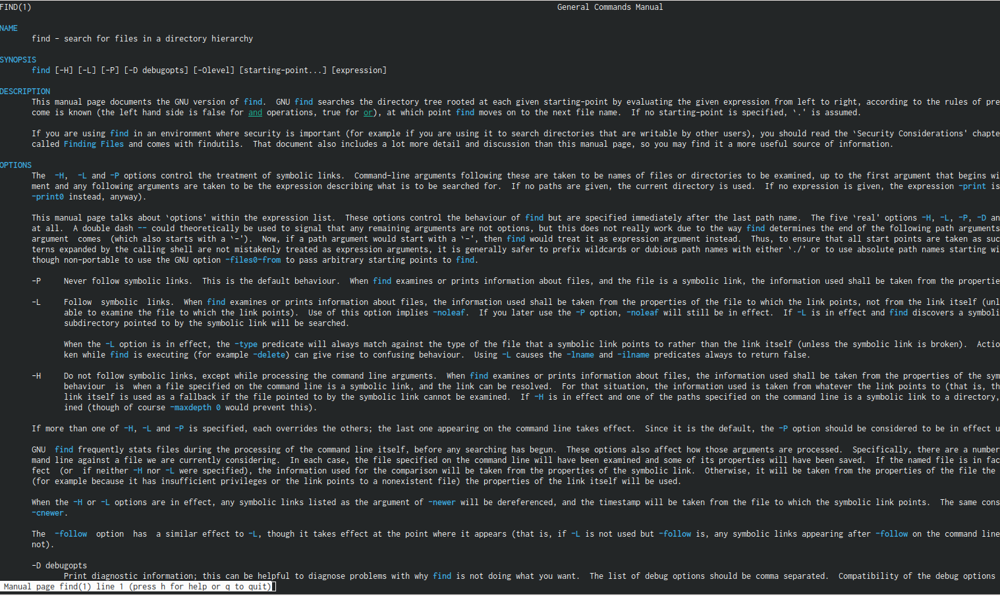 FIND(1) General Commands Manual
NAME
find - search for files in a directory hierarchy
SYNOPSIS
find [-H] [-L] [-P] [-D debugopts] [-Olevel] [starting-point...] [expression]
DESCRIPTION
This manual page documents the GNU version of find.  GNU find searches the directory tree rooted at each given starting-point by evaluating the given expression from left to right, according to the rules of pre
come is known (the left hand side is false for and operations, true for or), at which point find moves on to the next file name.  If no starting-point is specified, `.' is assumed.
If you are using find in an environment where security is important (for example if you are using it to search directories that are writable by other users), you should read the `Security Considerations' chapte
called Finding Files and comes with findutils.  That document also includes a lot more detail and discussion than this manual page, so you may find it a more useful source of information.
OPTIONS
The  -H,  -L and -P options control the treatment of symbolic links.  Command-line arguments following these are taken to be names of files or directories to be examined, up to the first argument that begins wi
ment and any following arguments are taken to be the expression describing what is to be searched for.  If no paths are given, the current directory is used.  If no expression is given, the expression -print is
-print0 instead, anyway).
This manual page talks about `options' within the expression list.  These options control the behaviour of find but are specified immediately after the last path name.  The five `real' options -H, -L, -P, -D an
at all.  A double dash -- could theoretically be used to signal that any remaining arguments are not options, but this does not really work due to the way find determines the end of the following path arguments
argument  comes  (which also starts with a `-').  Now, if a path argument would start with a `-', then find would treat it as expression argument instead.  Thus, to ensure that all start points are taken as suc
terns expanded by the calling shell are not mistakenly treated as expression arguments, it is generally safer to prefix wildcards or dubious path names with either `./' or to use absolute path names starting wi
though non-portable to use the GNU option -files0-from to pass arbitrary starting points to find.
-P     Never follow symbolic links.  This is the default behaviour.  When find examines or prints information about files, and the file is a symbolic link, the information used shall be taken from the propertie
-L     Follow  symbolic  links.  When find examines or prints information about files, the information used shall be taken from the properties of the file to which the link points, not from the link itself (unl
able to examine the file to which the link points).  Use of this option implies -noleaf.  If you later use the -P option, -noleaf will still be in effect.  If -L is in effect and find discovers a symboli
subdirectory pointed to by the symbolic link will be searched.
When the -L option is in effect, the -type predicate will always match against the type of the file that a symbolic link points to rather than the link itself (unless the symbolic link is broken).  Actio
ken while find is executing (for example -delete) can give rise to confusing behaviour.  Using -L causes the -lname and -ilname predicates always to return false.
-H     Do not follow symbolic links, except while processing the command line arguments.  When find examines or prints information about files, the information used shall be taken from the properties of the sym
behaviour  is  when a file specified on the command line is a symbolic link, and the link can be resolved.  For that situation, the information used is taken from whatever the link points to (that is, th
link itself is used as a fallback if the file pointed to by the symbolic link cannot be examined.  If -H is in effect and one of the paths specified on the command line is a symbolic link to a directory,
ined (though of course -maxdepth 0 would prevent this).
If more than one of -H, -L and -P is specified, each overrides the others; the last one appearing on the command line takes effect.  Since it is the default, the -P option should be considered to be in effect u
GNU  find frequently stats files during the processing of the command line itself, before any searching has begun.  These options also affect how those arguments are processed.  Specifically, there are a number
mand line against a file we are currently considering.  In each case, the file specified on the command line will have been examined and some of its properties will have been saved.  If the named file is in fac
fect  (or  if neither -H nor -L were specified), the information used for the comparison will be taken from the properties of the symbolic link.  Otherwise, it will be taken from the properties of the file the
(for example because it has insufficient privileges or the link points to a nonexistent file) the properties of the link itself will be used.
When the -H or -L options are in effect, any symbolic links listed as the argument of -newer will be dereferenced, and the timestamp will be taken from the file to which the symbolic link points.  The same cons
-cnewer.
The  -follow  option  has  a similar effect to -L, though it takes effect at the point where it appears (that is, if -L is not used but -follow is, any symbolic links appearing after -follow on the command line
not).
-D debugopts
Print diagnostic information; this can be helpful to diagnose problems with why find is not doing what you want.  The list of debug options should be comma separated.  Compatibility of the debug options
Manual page find(1) line 1 (press h for help or q to quit)